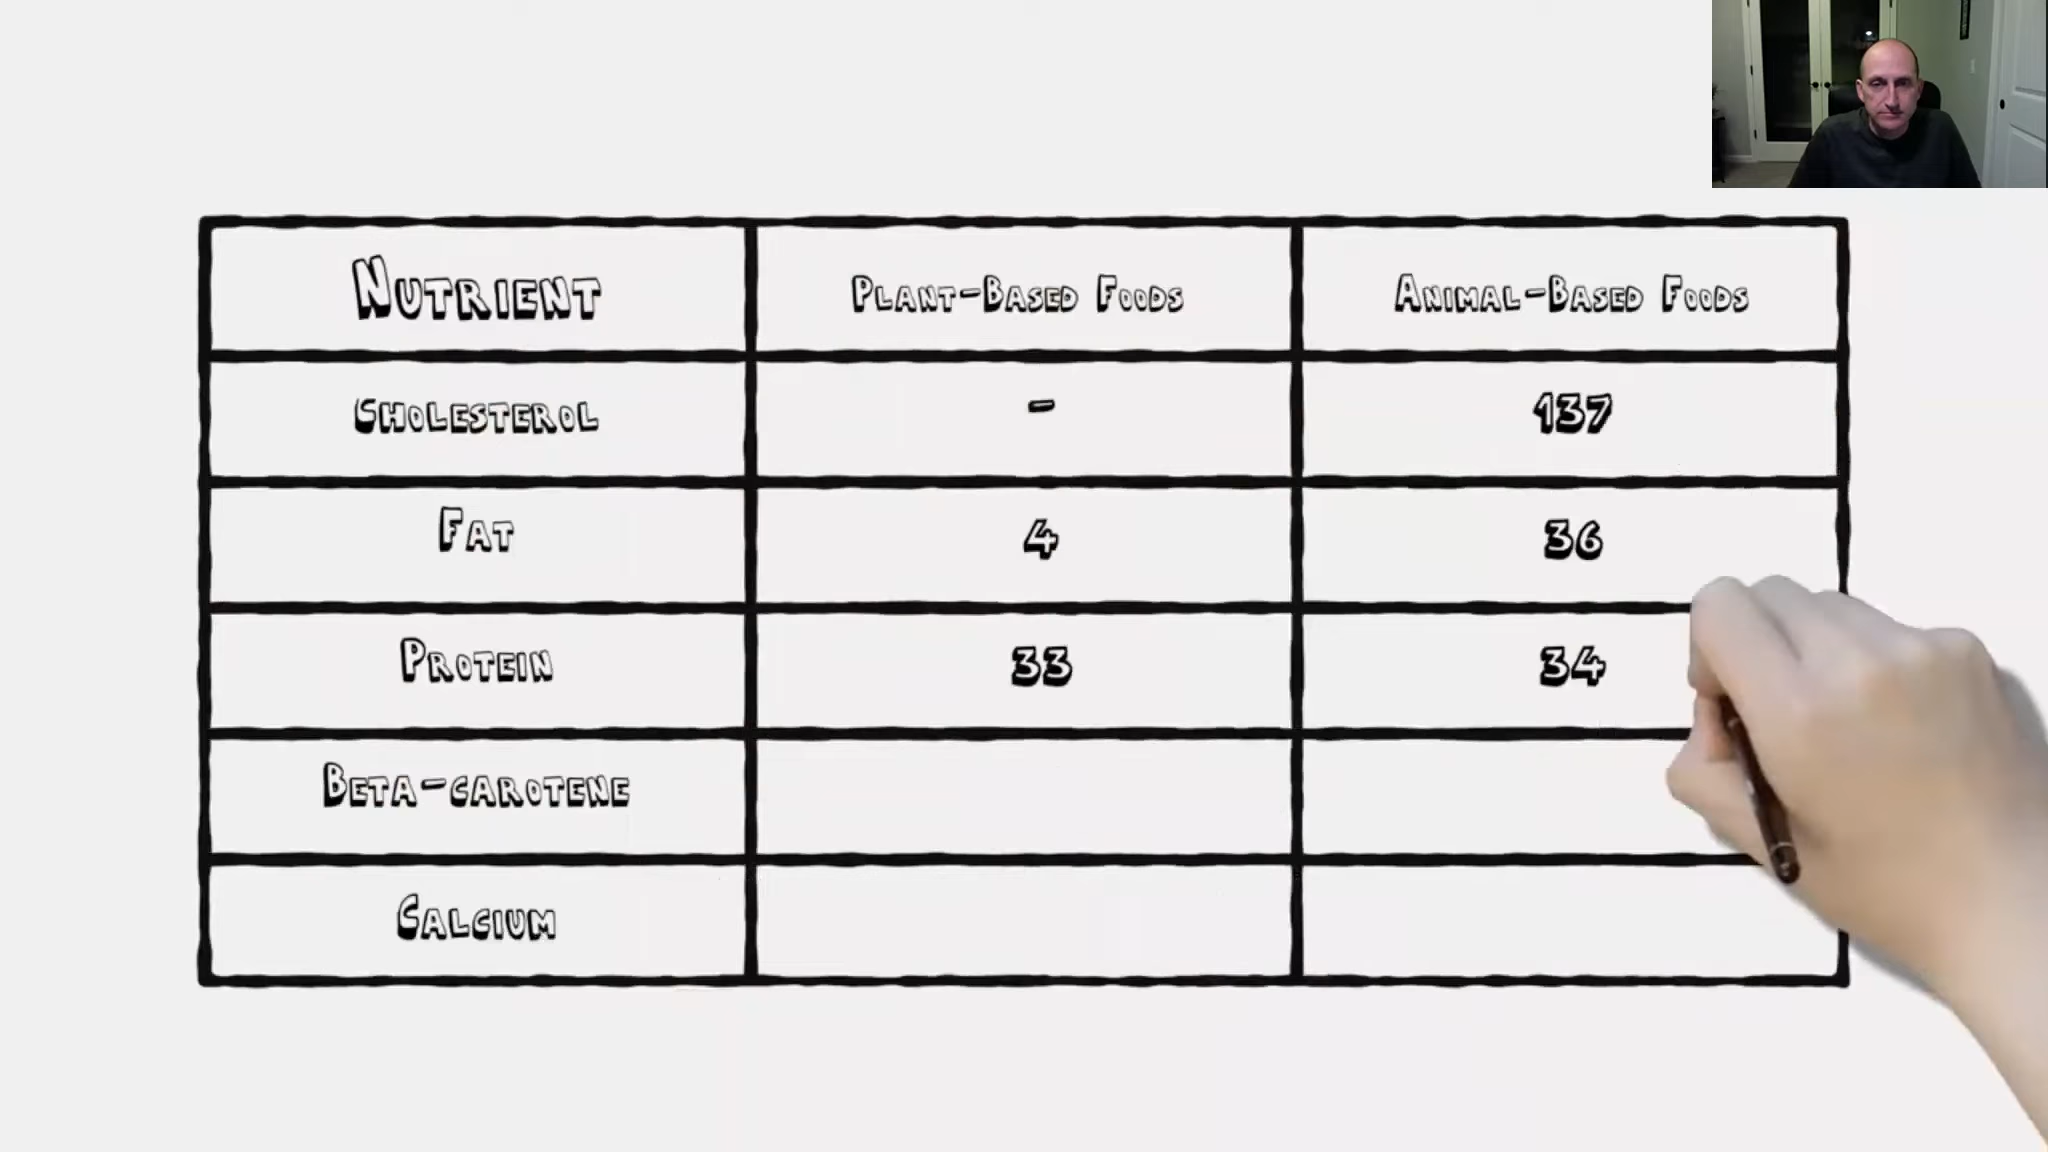 Nutrient Plant-Based Foods Animal-Based Foods
Cholesterol - 137
Fat 4 36
Protein 33 34
Beta-carotene
Calcium